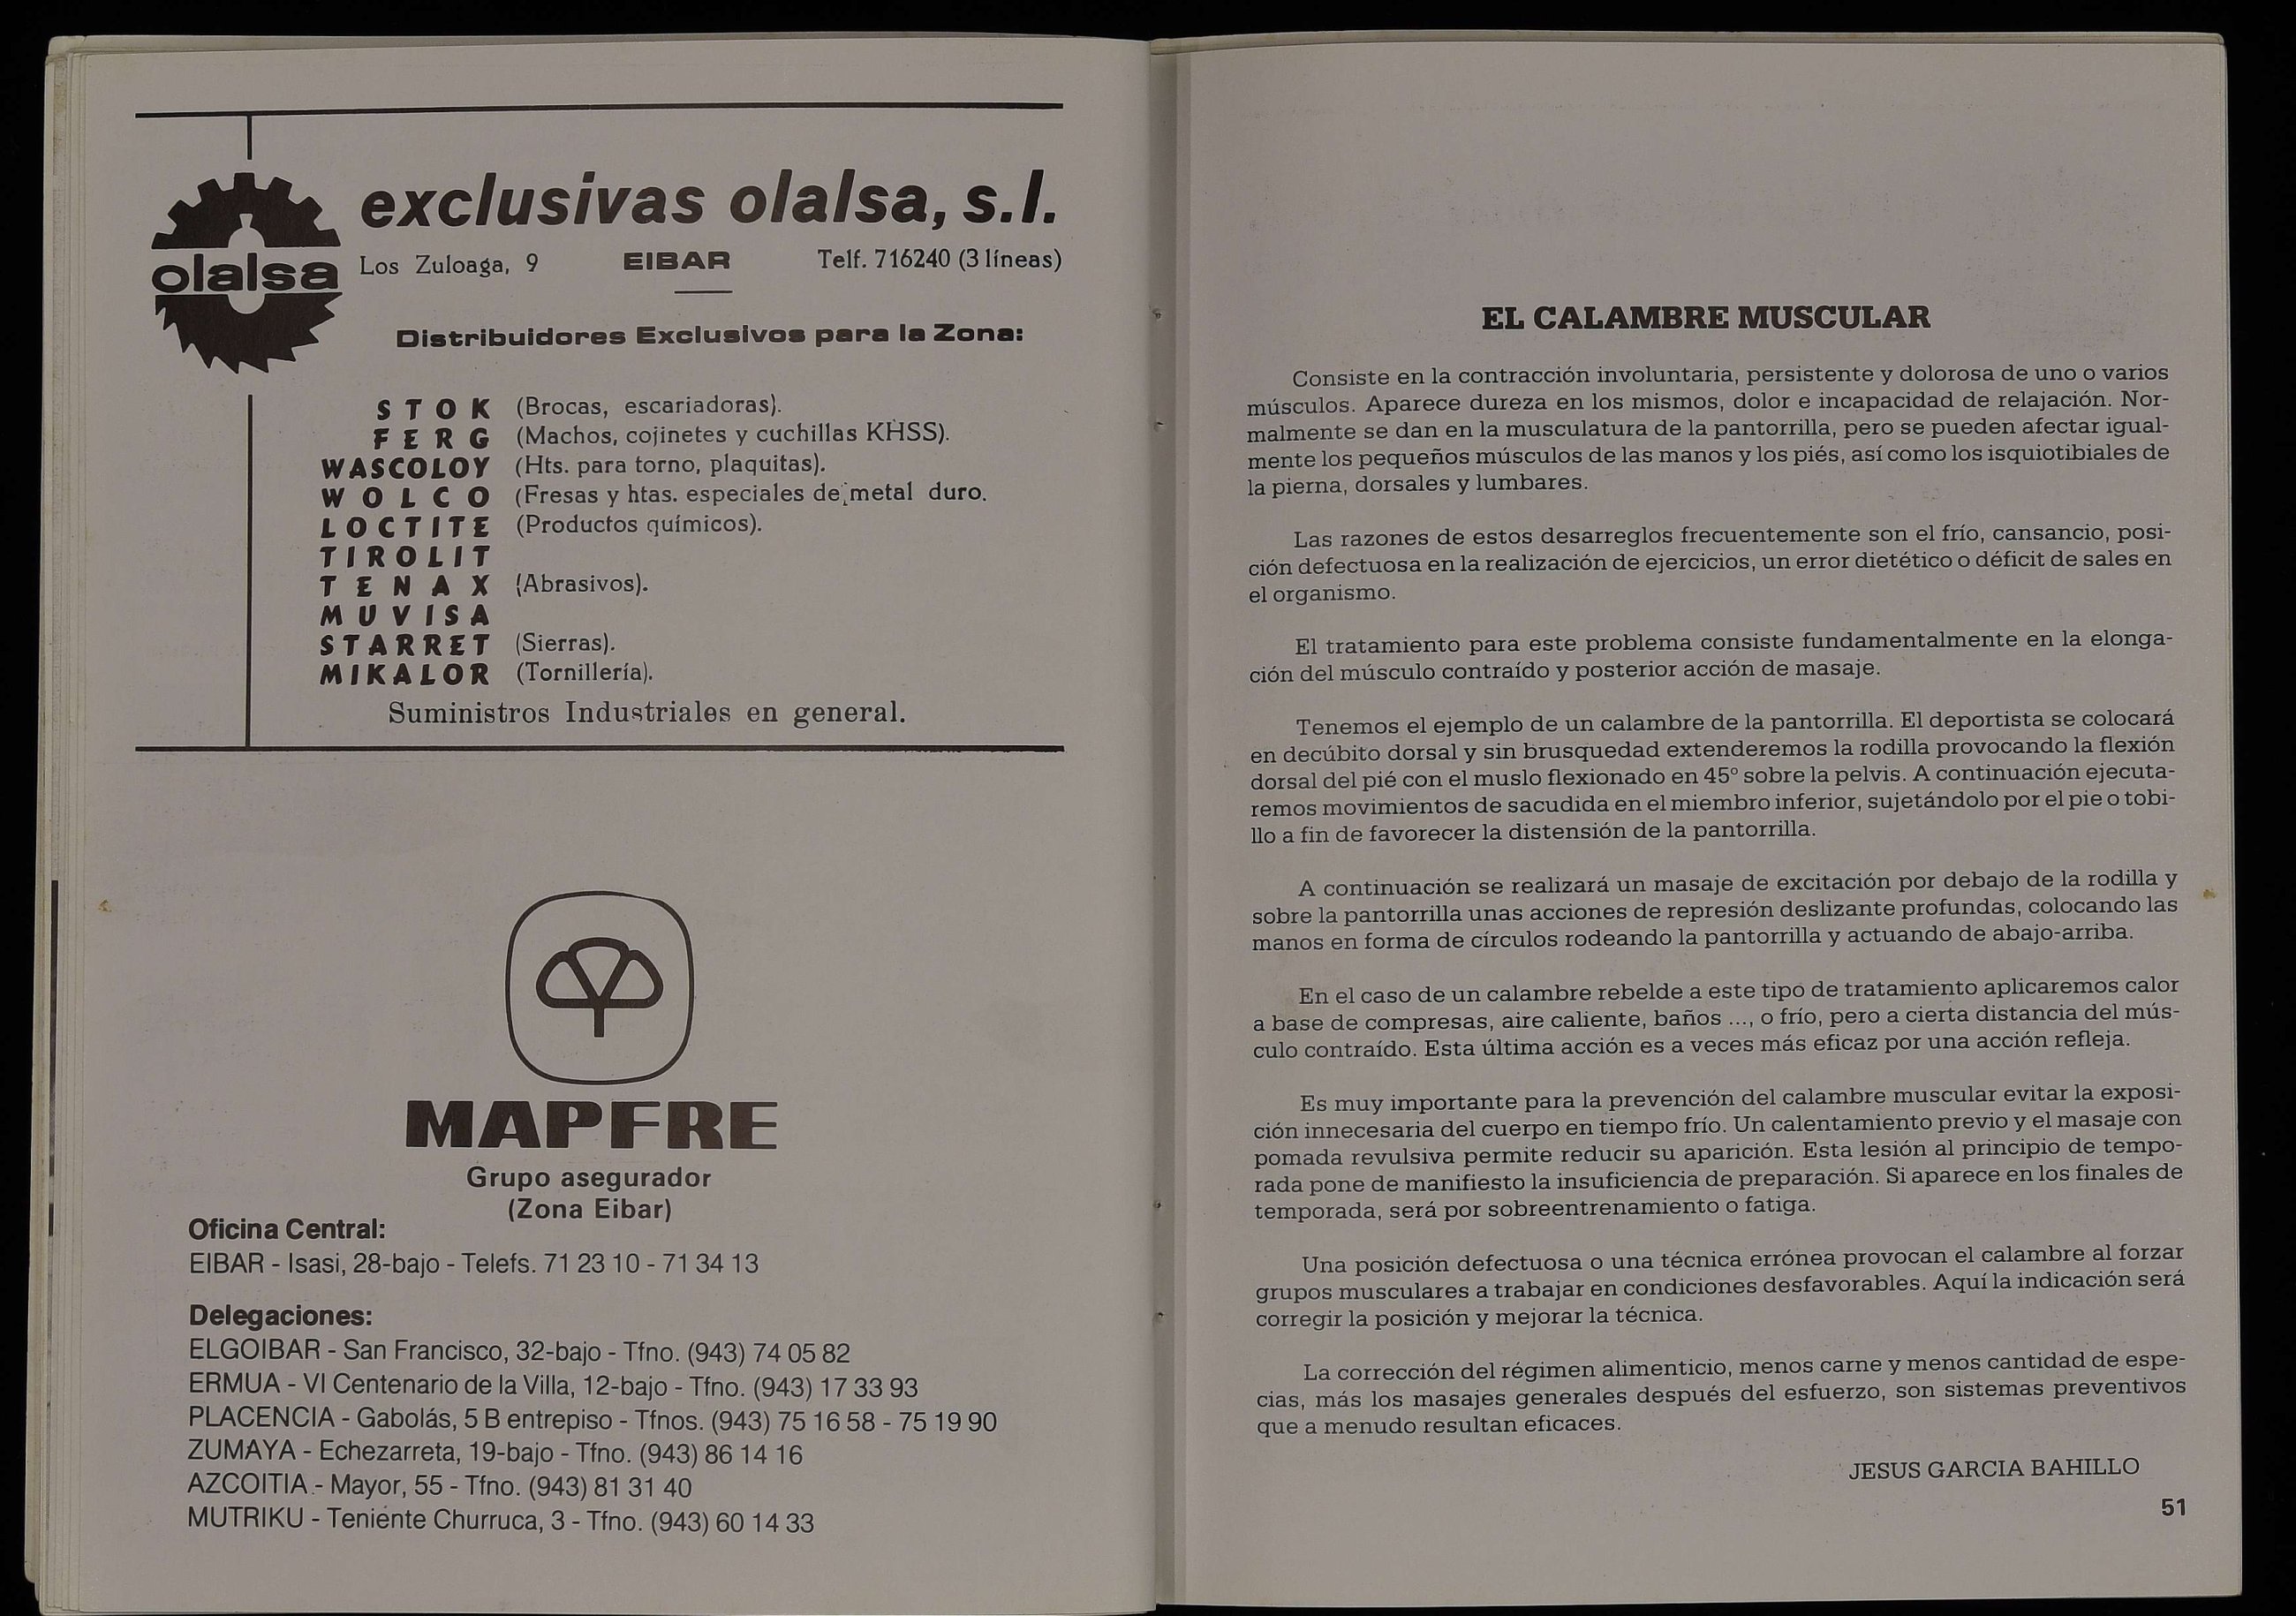 exclusivas olalsa, s.l.
olalsa
Los Zuloaga, 9 EIBAR Telf. 716240 (3 líneas)
Distribuidores Exclusivos para la Zona:
STOK (Brocas, escariadoras).
FERG (Machos, cojinetes y cuchillas KHSS).
WASCOLOY (Hts. para torno, plaquitas).
WOLCO (Fresas y htas. especiales de metal duro.
LOCTITE (Productos químicos).
TIROLIT
TENAX (Abrasivos).
MUVISA
STARRET (Sierras).
MIKALOR (Tornillería).
Suministros Industriales en general.
MAPFRE
Grupo asegurador
(Zona Eibar)
Oficina Central:
EIBAR - Isasi, 28-bajo - Telefs. 71 23 10 - 71 34 13
Delegaciones:
ELGOIBAR - San Francisco, 32-bajo - Tfno. (943) 74 05 82
ERMUA - VI Centenario de la Villa, 12-bajo - Tfno. (943) 17 33 93
PLACENCIA - Gabolás, 5 B entrepiso - Tfnos. (943) 75 16 58 - 75 19 90
ZUMAYA - Echezarreta, 19-bajo - Tfno. (943) 86 14 16
AZCOITIA - Mayor, 55 - Tfno. (943) 81 31 40
MUTRIKU - Teniente Churruca, 3 - Tfno. (943) 60 14 33
EL CALAMBRE MUSCULAR
Consiste en la contracción involuntaria, persistente y dolorosa de uno o varios
músculos. Aparece dureza en los mismos, dolor e incapacidad de relajación. Nor-
malmente se dan en la musculatura de la pantorrilla, pero se pueden afectar igual-
mente los pequeños músculos de las manos y los piés, así como los isquiotibiales de
la pierna, dorsales y lumbares.
Las razones de estos desarreglos frecuentemente son el frío, cansancio, posi-
ción defectuosa en la realización de ejercicios, un error dietético o déficit de sales en
el organismo.
El tratamiento para este problema consiste fundamentalmente en la elonga-
ción del músculo contraído y posterior acción de masaje.
Tenemos el ejemplo de un calambre de la pantorrilla. El deportista se colocará
en decúbito dorsal y sin brusquedad extenderemos la rodilla provocando la flexión
dorsal del pié con el muslo flexionado en 45º sobre la pelvis. A continuación ejecuta-
remos movimientos de sacudida en el miembro inferior, sujetándolo por el pie o tobi-
llo a fin de favorecer la distensión de la pantorrilla.
A continuación se realizará un masaje de excitación por debajo de la rodilla y
sobre la pantorrilla unas acciones de represión deslizante profundas, colocando las
manos en forma de círculos rodeando la pantorrilla y actuando de abajo-arriba.
En el caso de un calambre rebelde a este tipo de tratamiento aplicaremos calor
a base de compresas, aire caliente, baños ..., o frío, pero a cierta distancia del mús-
culo contraído. Esta última acción es a veces más eficaz por una acción refleja.
Es muy importante para la prevención del calambre muscular evitar la exposi-
ción innecesaria del cuerpo en tiempo frío. Un calentamiento previo y el masaje con
pomada revulsiva permite reducir su aparición. Esta lesión al principio de tempo-
rada pone de manifiesto la insuficiencia de preparación. Si aparece en los finales de
temporada, será por sobreentrenamiento o fatiga.
Una posición defectuosa o una técnica errónea provocan el calambre al forzar
grupos musculares a trabajar en condiciones desfavorables. Aquí la indicación será
corregir la posición y mejorar la técnica.
La corrección del régimen alimenticio, menos carne y menos cantidad de espe-
cias, más los masajes generales después del esfuerzo, son sistemas preventivos
que a menudo resultan eficaces.
JESUS GARCIA BAHILLO
51